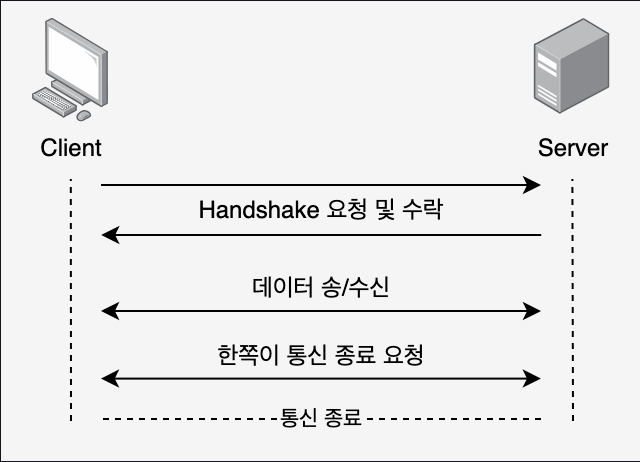 Client
Server
Handshake 요청 및 수락
데이터 송/수신
한쪽이 통신 종료 요청
통신 종료